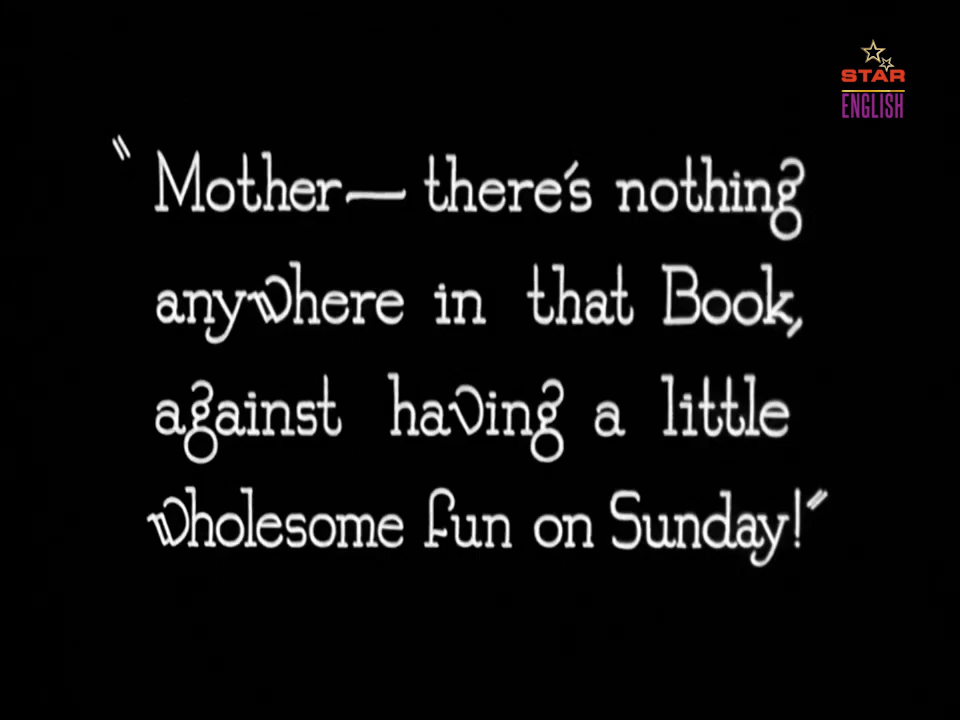 STAR
ENGLISH
"Mother— there's nothing
anywhere in that Book,
against having a little
wholesome fun on Sunday!"